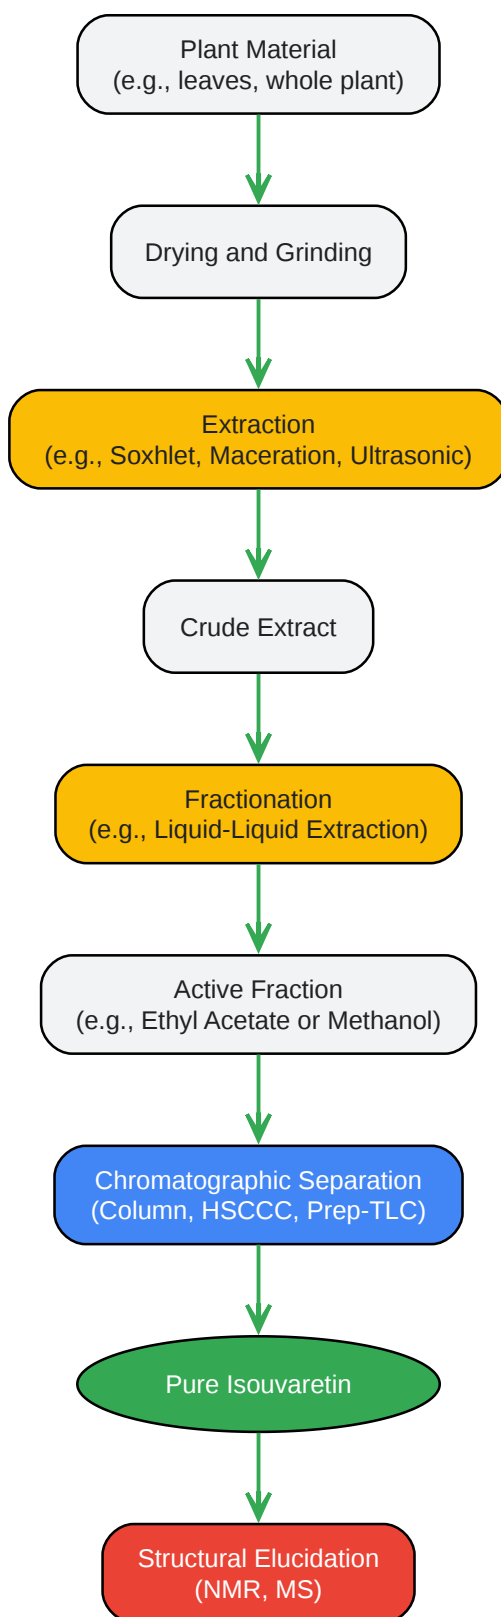 Plant Material
(e.g., leaves, whole plant)
Drying and Grinding
Extraction
(e.g., Soxhlet, Maceration, Ultrasonic)
Crude Extract
Fractionation
(e.g., Liquid-Liquid Extraction)
Active Fraction
(e.g., Ethyl Acetate or Methanol)
Chromatographic Separation
(Column, HSCCC, Prep-TLC)
Pure Isouvaretin
Structural Elucidation
(NMR, MS)